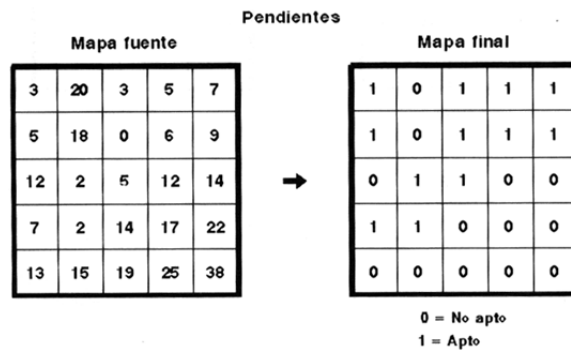 Pendientes
Mapa fuente
Mapa final
3 20 3 5 7
5 18 0 6 9
12 2 5 12 14
7 2 14 17 22
13 15 19 25 38
1 0 1 1 1
1 0 1 1 1
0 1 1 0 0
1 1 0 0 0
0 0 0 0 0
0 = No apto
1 = Apto